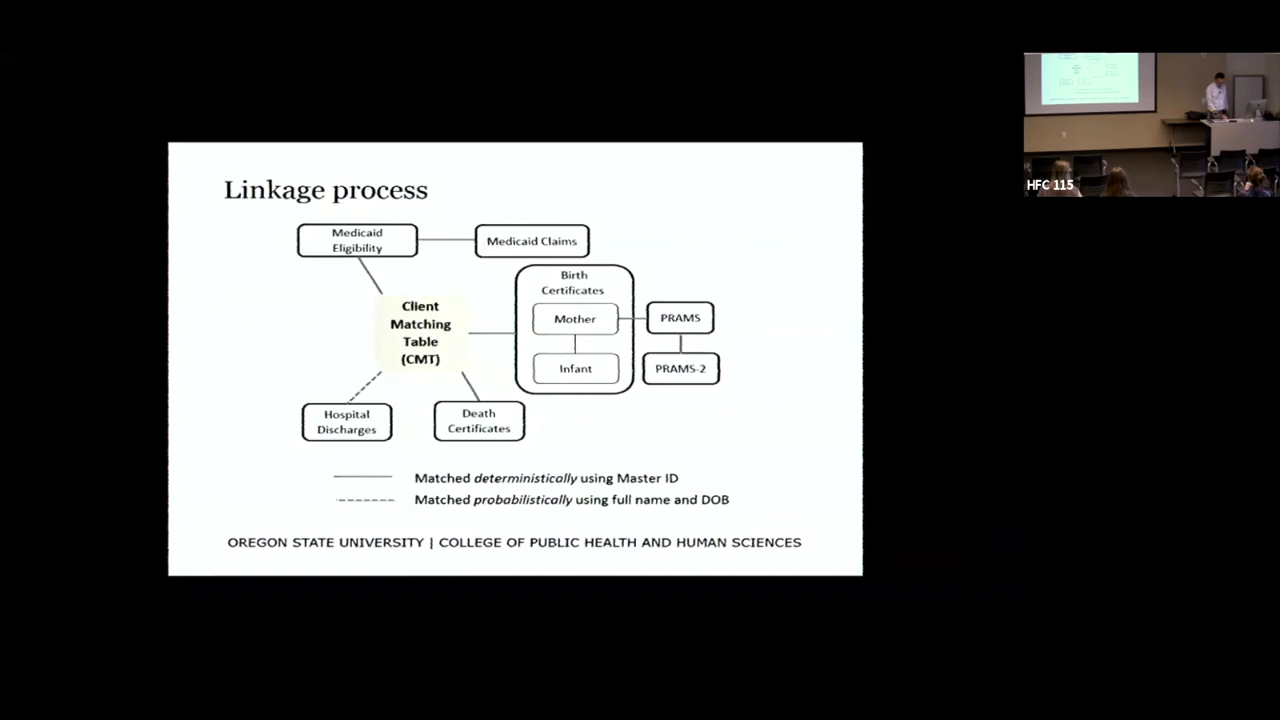 Linkage process
Medicaid
Eligibility
Medicaid Claims
Birth
Certificates
Client
Matching
Table
(CMT)
Mother
PRAMS
Infant
PRAMS-2
Hospital
Discharges
Death
Certificates
Matched deterministically using Master ID
Matched probabilistically using full name and DOB
OREGON STATE UNIVERSITY | COLLEGE OF PUBLIC HEALTH AND HUMAN SCIENCES
HFC 115